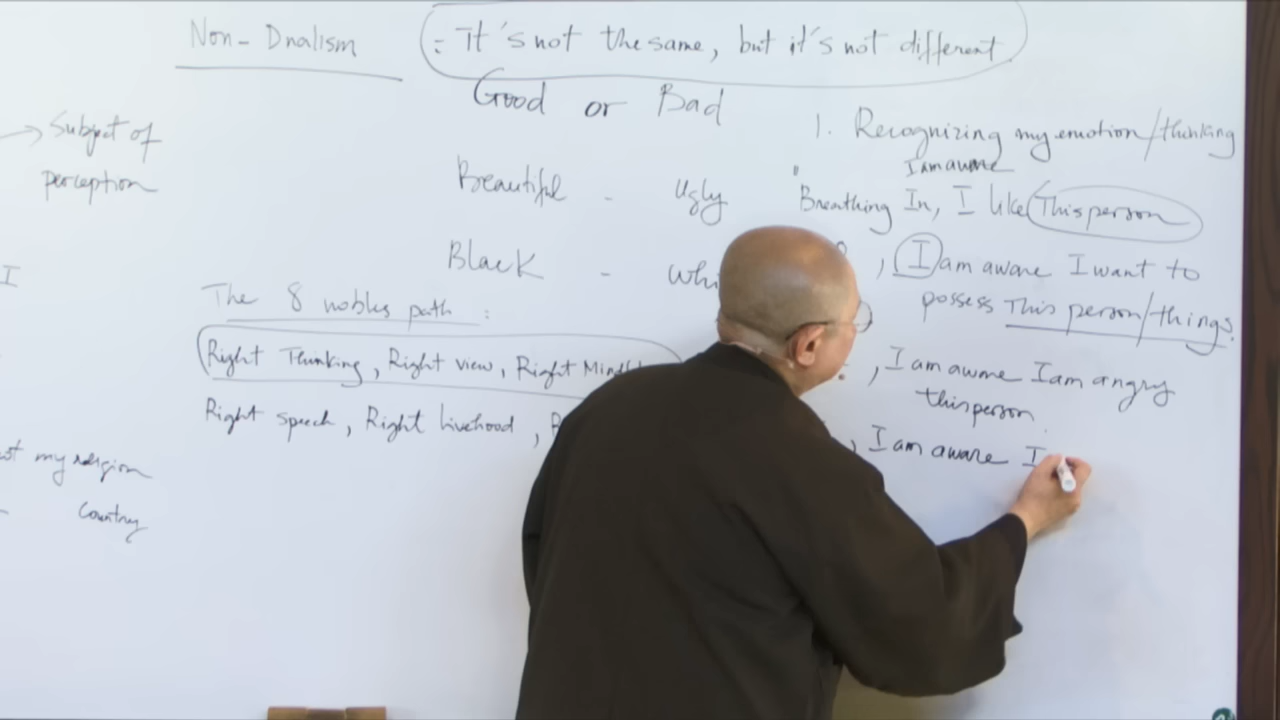 Non-Dualism
= It's not the same, but it's not different
Good or Bad
→ Subject of
perception
Beautiful - Ugly
Black - Whi
I
The 8 nobles path :
Right Thinking, Right view, Right Mind
Right speech, Right livehood,
my religion
Country
1. Recognizing my emotion/thinking
I am aware
"Breathing In, I like This person
, I am aware I want to
possess This person/things.
, I am aware I am angry
this person
, I am aware I